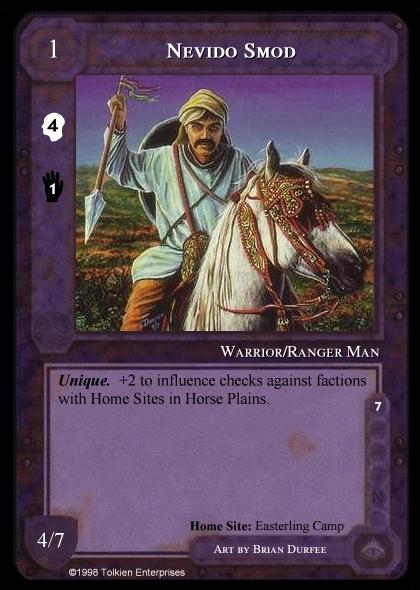 1
Nevido Smod
4
1
Warrior/Ranger Man
Unique. +2 to influence checks against factions
with Home Sites in Horse Plains.
7
Home Site: Easterling Camp
4/7
Art by Brian Durfee
©1998 Tolkien Enterprises